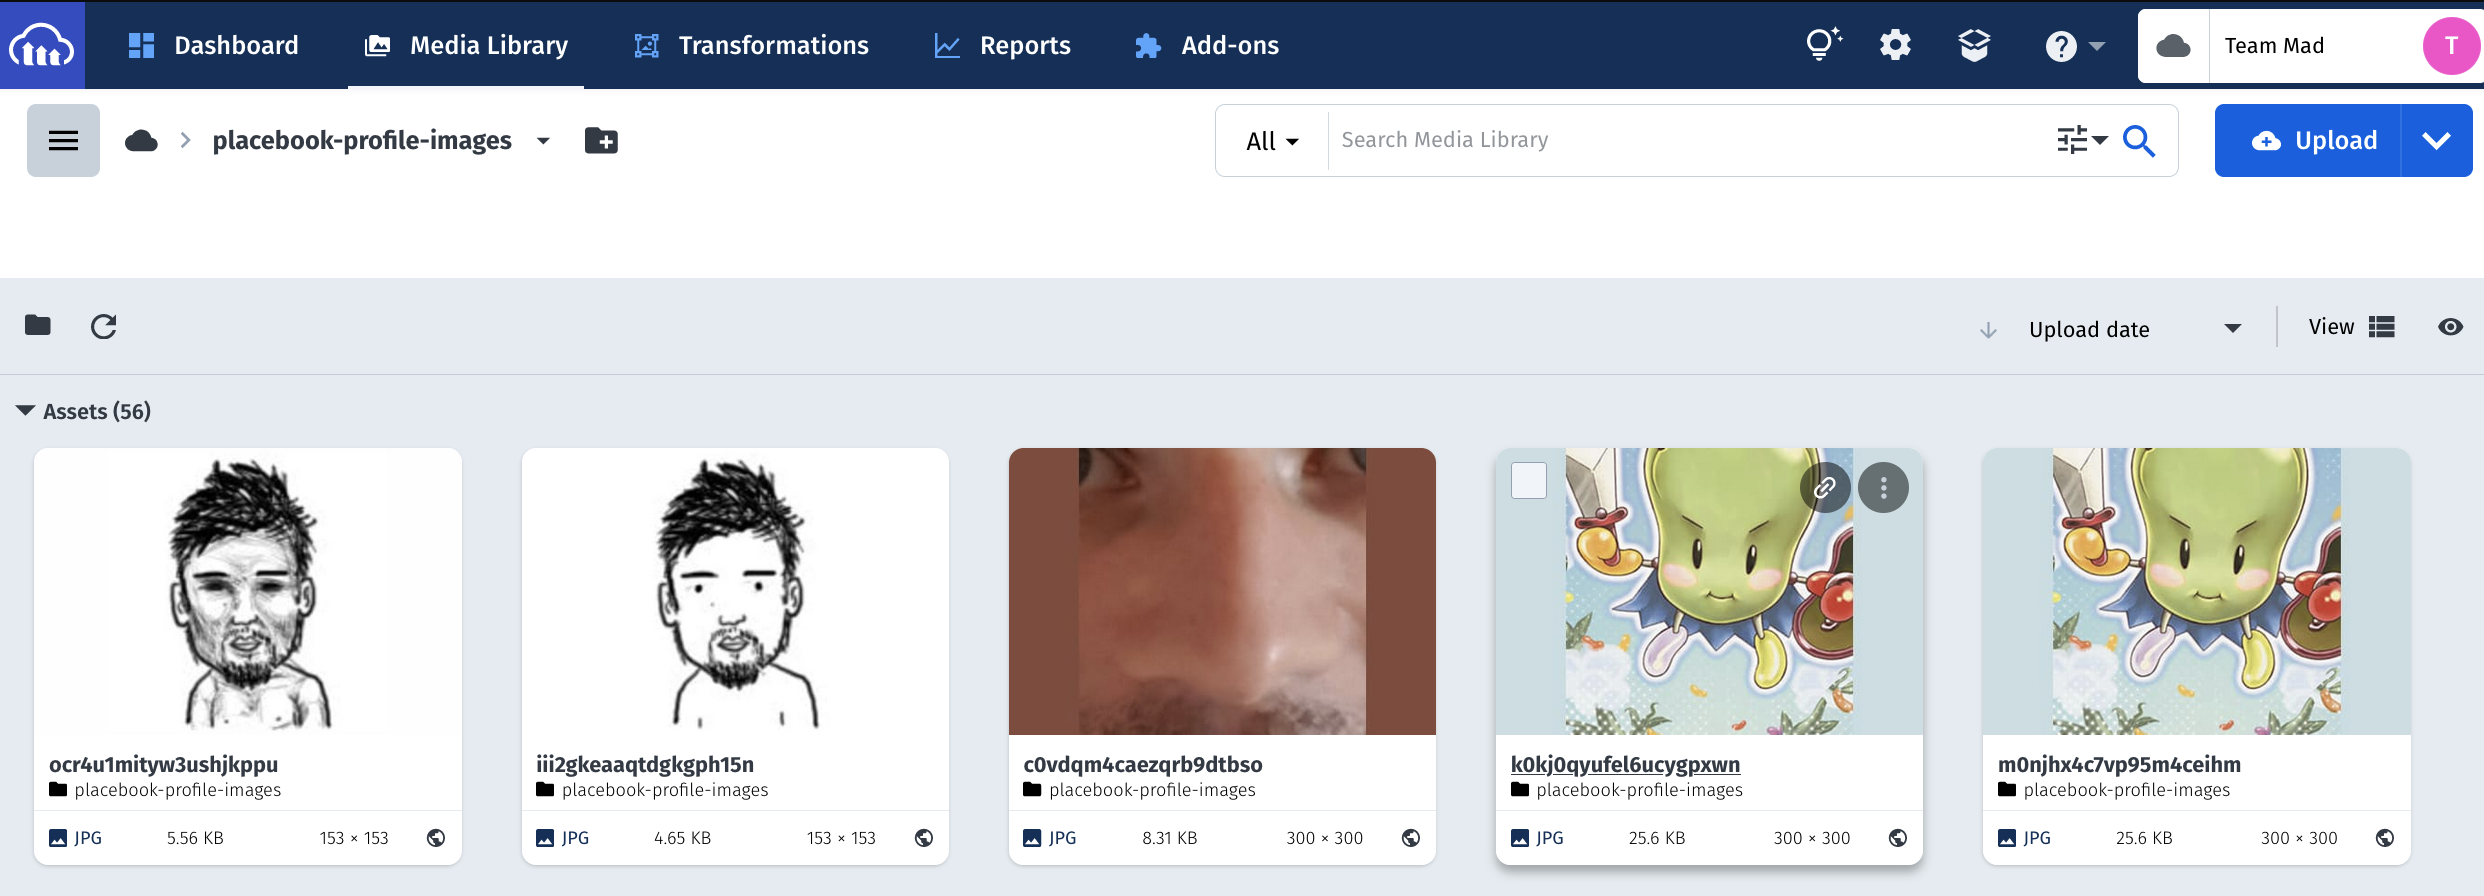 Dashboard
Media Library
Transformations
Reports
Add-ons
Team Mad
T
placebook-profile-images
All
Search Media Library
Upload
Upload date
View
Assets (56)
ocr4u1mityw3ushjkppu
placebook-profile-images
JPG 5.56 KB 153 × 153
iii2gkeaaqtdgkgph15n
placebook-profile-images
JPG 4.65 KB 153 × 153
c0vdqm4caezqrb9dtbso
placebook-profile-images
JPG 8.31 KB 300 × 300
k0kj0qyufel6ucygpxwn
placebook-profile-images
JPG 25.6 KB 300 × 300
m0njhx4c7vp95m4ceihm
placebook-profile-images
JPG 25.6 KB 300 × 300